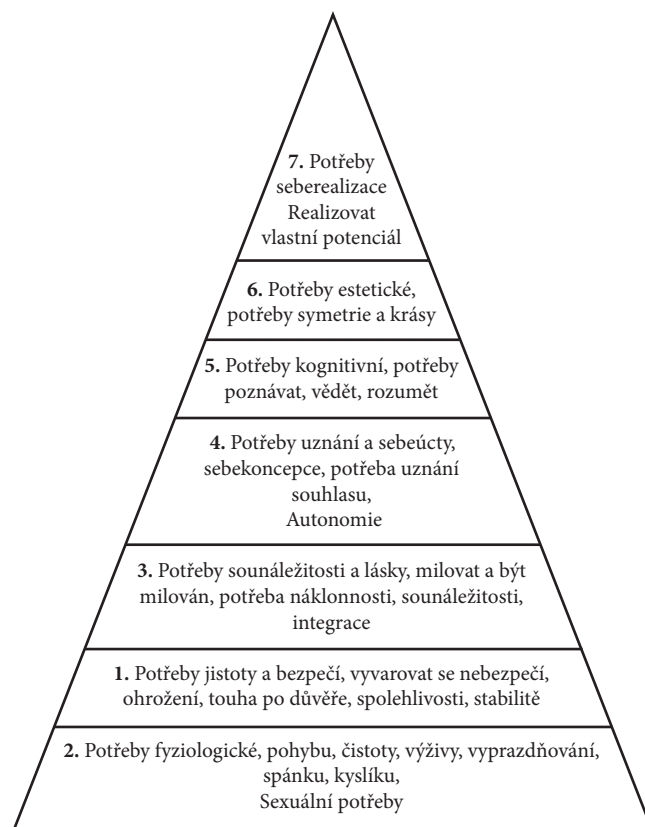 7. Potřeby
seberealizace
Realizovat
vlastní potenciál
6. Potřeby estetické,
potřeby symetrie a krásy
5. Potřeby kognitivní, potřeby
poznávat, vědět, rozumět
4. Potřeby uznání a sebeúcty,
sebekoncepce, potřeba uznání
souhlasu,
Autonomie
3. Potřeby sounáležitosti a lásky, milovat a být
milován, potřeba náklonnosti, sounáležitosti,
integrace
1. Potřeby jistoty a bezpečí, vyvarovat se nebezpečí,
ohrožení, touha po důvěře, spolehlivosti, stabilitě
2. Potřeby fyziologické, pohybu, čistoty, výživy, vyprazdňování,
spánku, kyslíku,
Sexuální potřeby